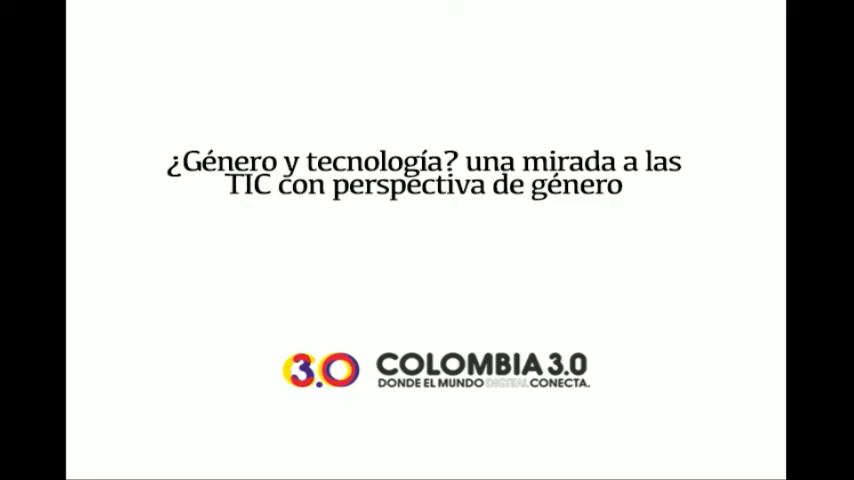 ¿Género y tecnología? una mirada a las
TIC con perspectiva de género
3.0 COLOMBIA 3.0
DONDE EL MUNDO DIGITAL CONECTA.